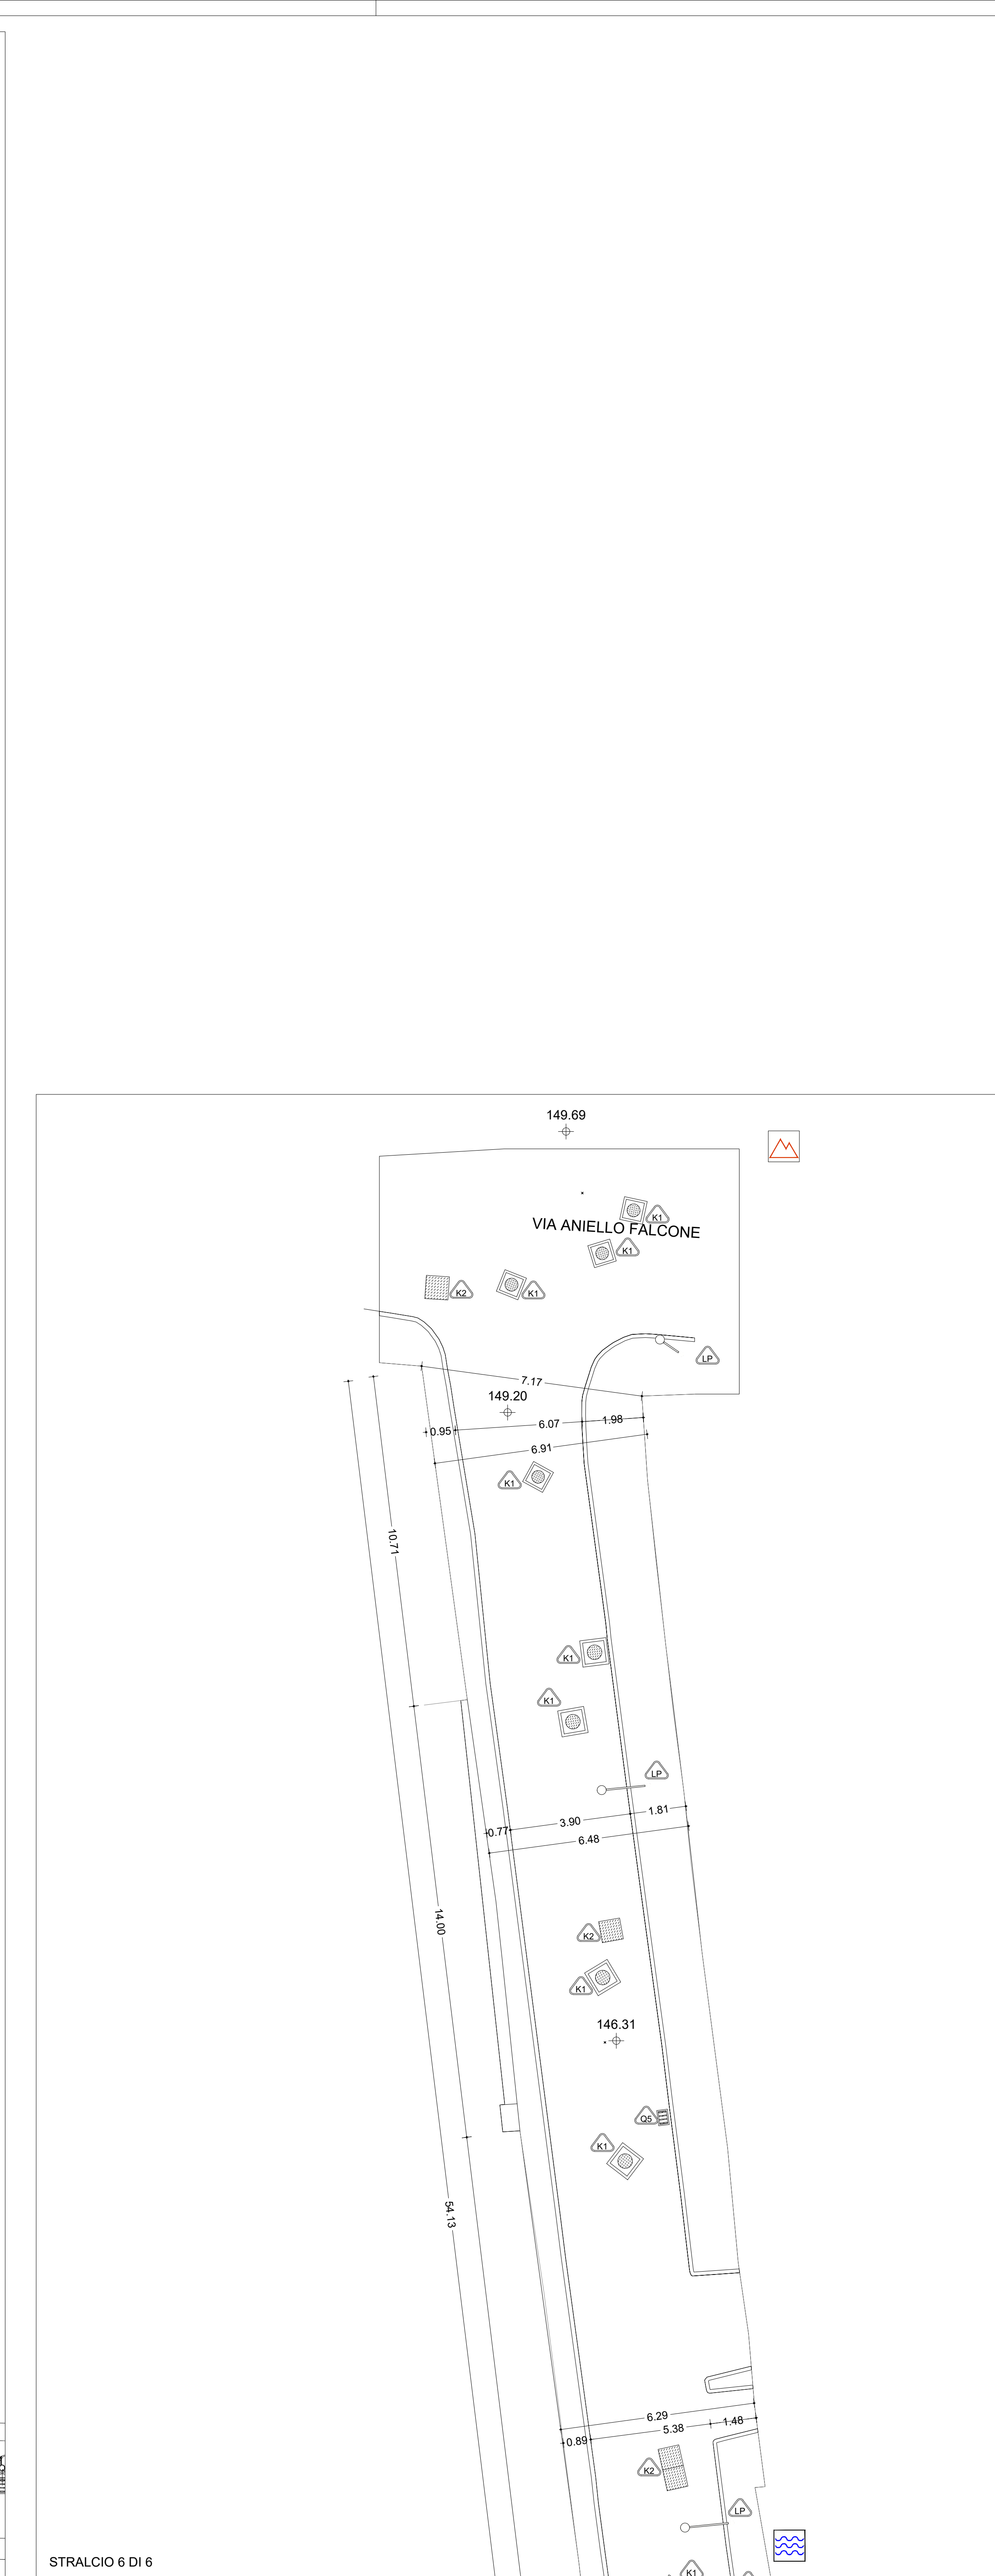 149.69
K1
VIA ANIELLO FALCONE
K1
K2
K1
LP
7.17
149.20
0.95
6.07
1.98
6.91
K1
10.71
K1
K1
LP
0.77
3.90
1.81
6.48
14.00
K2
K1
146.31
Q5
K1
54.13
6.29
0.89
5.38
1.48
K2
LP
STRALCIO 6 DI 6
K1